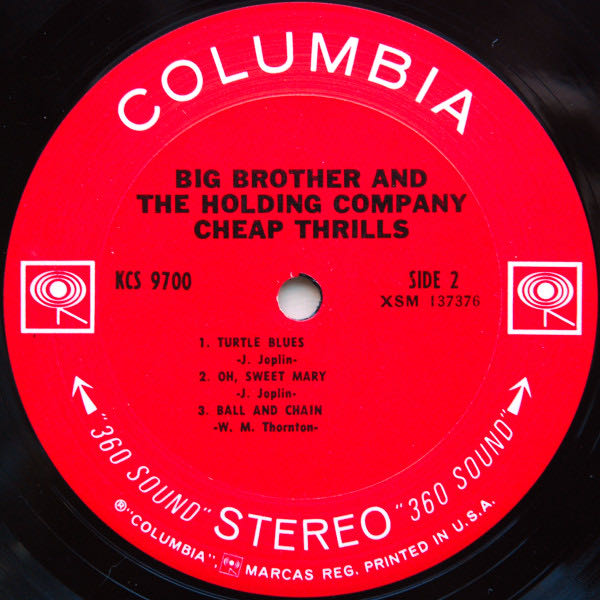 COLUMBIA
BIG BROTHER AND
THE HOLDING COMPANY
CHEAP THRILLS
KCS 9700
SIDE 2
XSM 137376
1. TURTLE BLUES
-J. Joplin-
2. OH, SWEET MARY
-J. Joplin-
3. BALL AND CHAIN
-W. M. Thornton-
"360 SOUND" STEREO "360 SOUND"
®"COLUMBIA", MARCAS REG. PRINTED IN U.S.A.